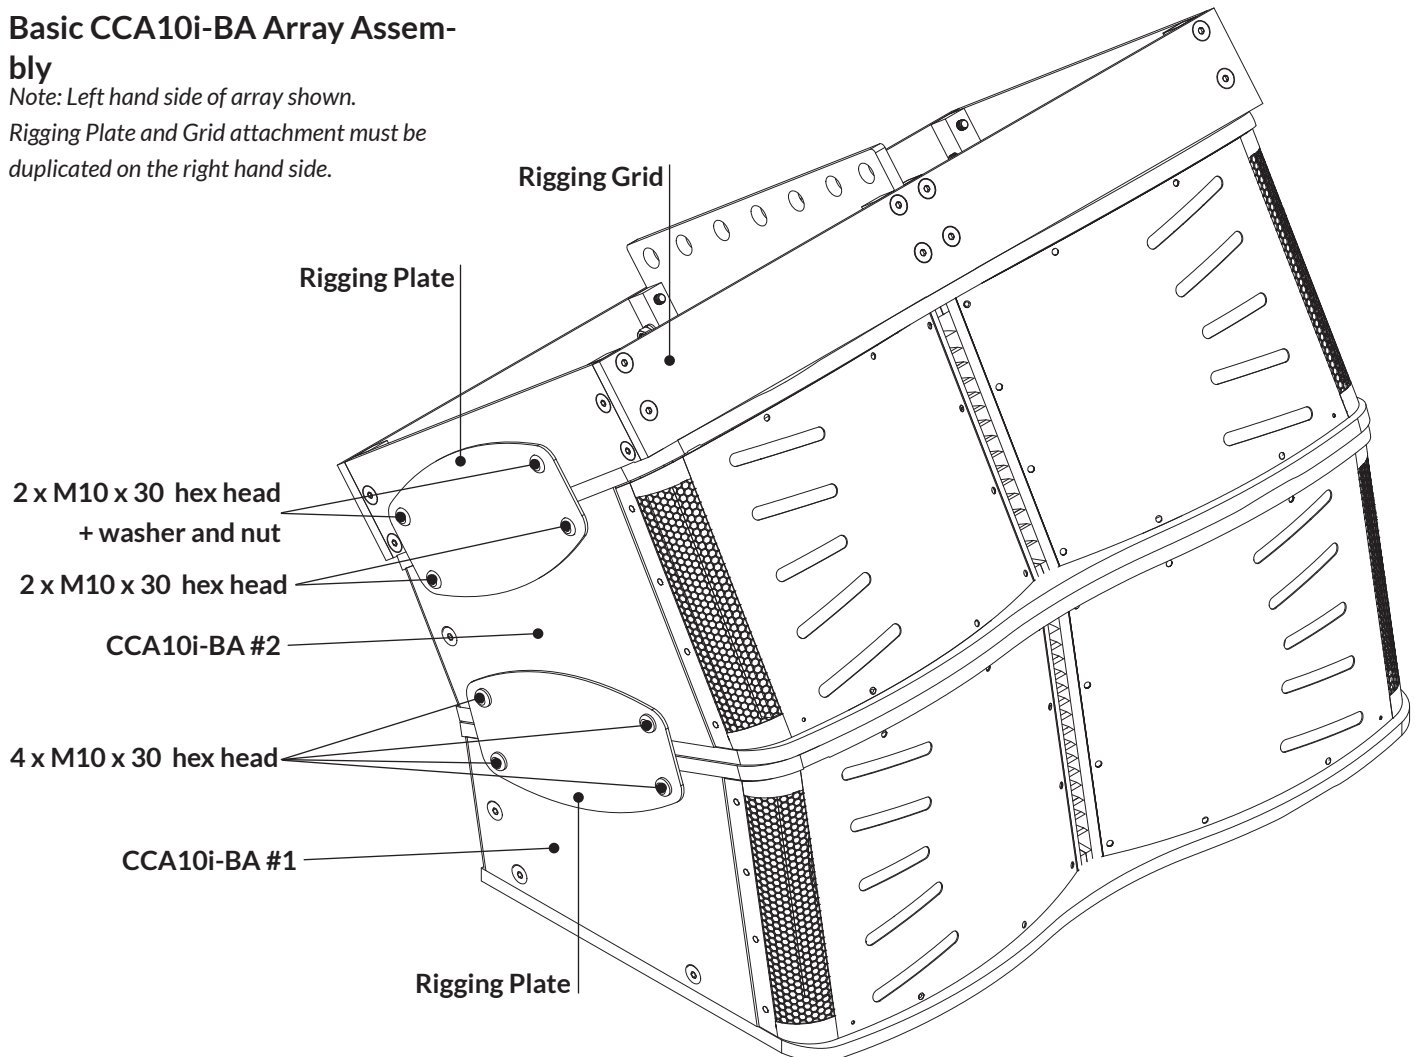 Basic CCA10i-BA Array Assem-
bly
Note: Left hand side of array shown.
Rigging Plate and Grid attachment must be
duplicated on the right hand side.
Rigging Grid
Rigging Plate
2 x M10 x 30 hex head
+ washer and nut
2 x M10 x 30 hex head
CCA10i-BA #2
4 x M10 x 30 hex head
CCA10i-BA #1
Rigging Plate